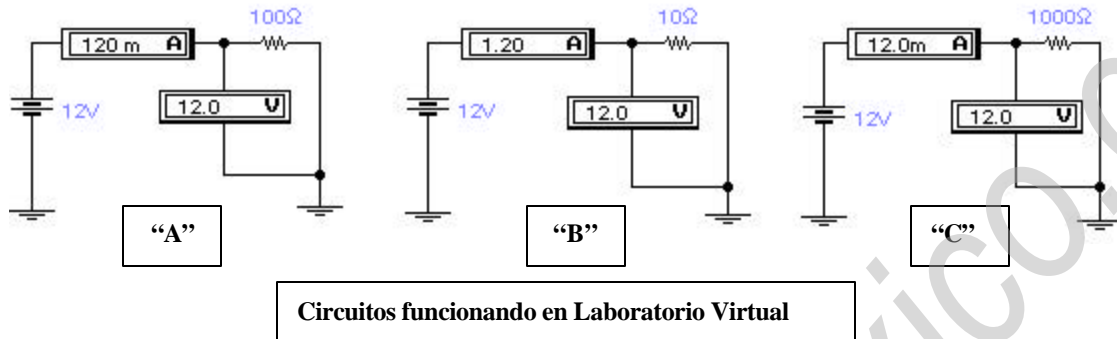 100Ω 10Ω 1000Ω
120 m A 1.20 A 12.0m A
12V 12.0 V 12V 12.0 V 12V 12.0 V
“A” “B” “C”
Circuitos funcionando en Laboratorio Virtual